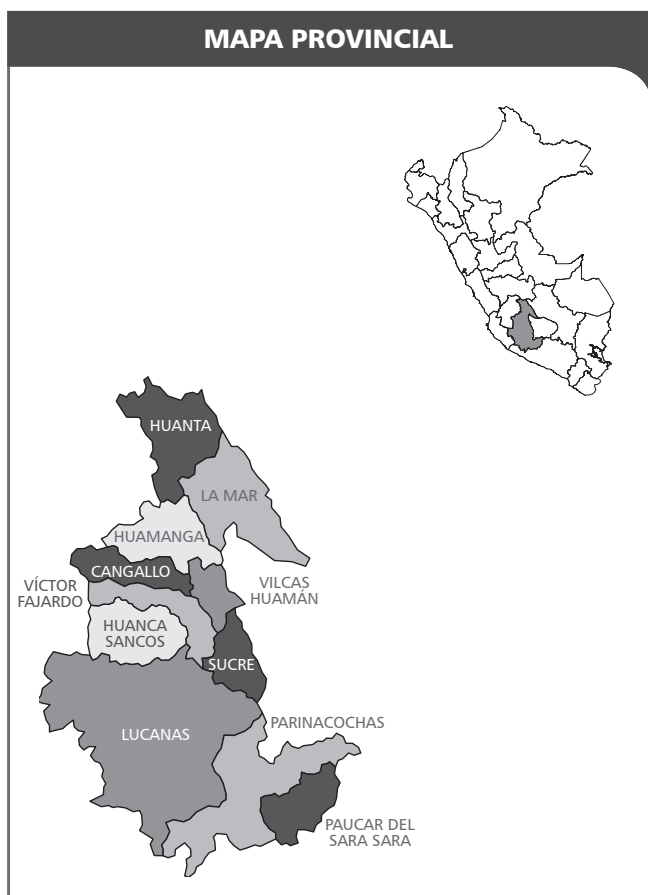 MAPA PROVINCIAL
HUANTA
LA MAR
HUAMANGA
CANGALLO
VÍCTOR
FAJARDO
VILCAS
HUAMÁN
HUANCA
SANCOS
SUCRE
LUCANAS
PARINACOCHAS
PAUCAR DEL
SARA SARA